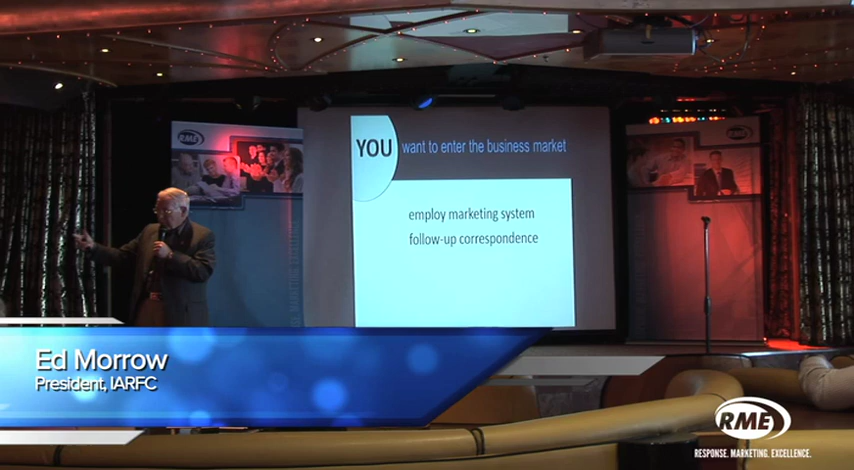 RME
RME
YOU want to enter the business market
employ marketing system
follow-up correspondence
Ed Morrow
President, IARFC
RME
RESPONSE. MARKETING. EXCELLENCE.